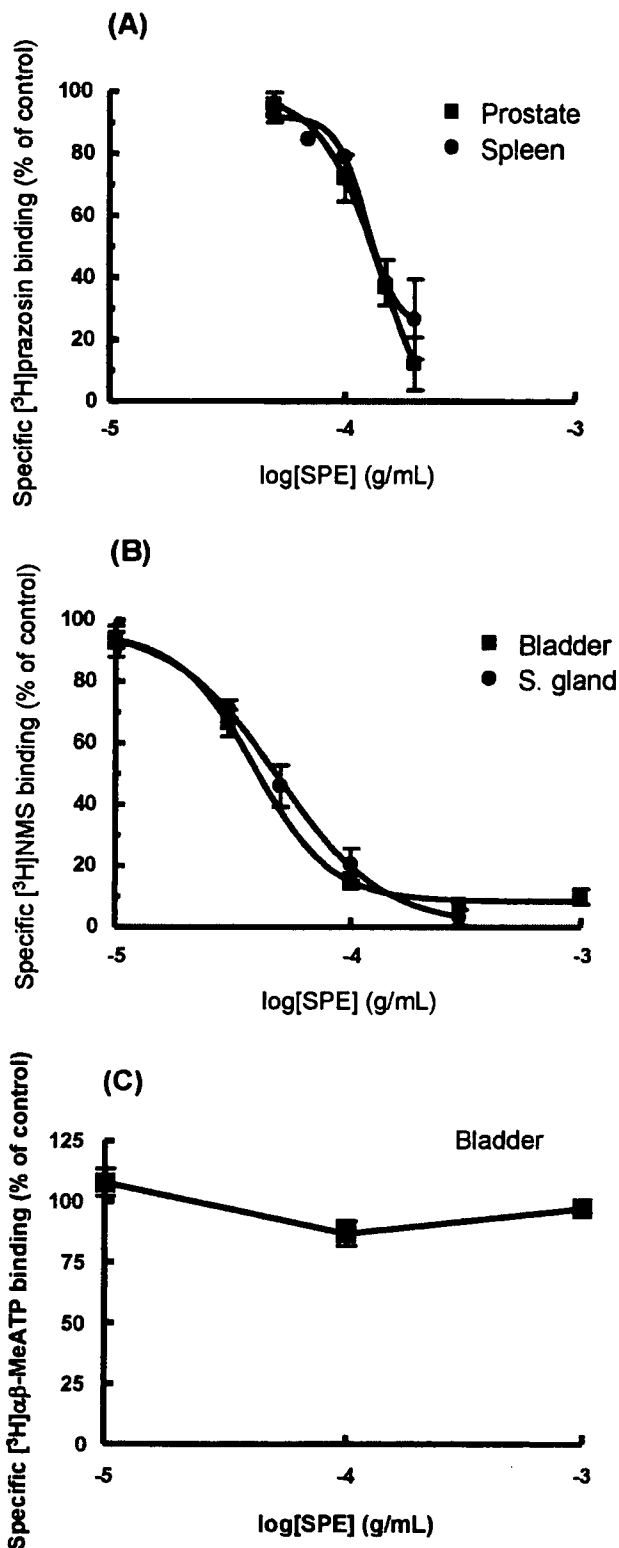 (A)
Specific [³H]prazosin binding (% of control)
100
80
60
40
20
0
Prostate
Spleen
-5
-4
-3
log[SPE] (g/mL)
(B)
Specific [³H]NMS binding (% of control)
100
80
60
40
20
0
Bladder
S. gland
-5
-4
-3
log[SPE] (g/mL)
(C)
Specific [³H]αβ-MeATP binding (% of control)
125
100
75
50
25
0
Bladder
-5
-4
-3
log[SPE] (g/mL)